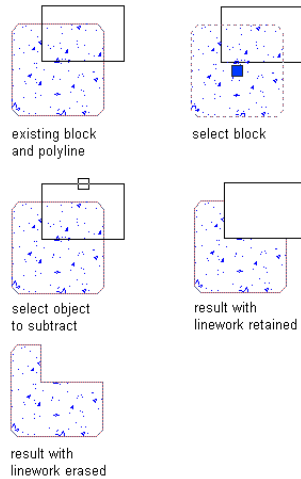 existing block
and polyline
select block
select object
to subtract
result with
linework retained
result with
linework erased